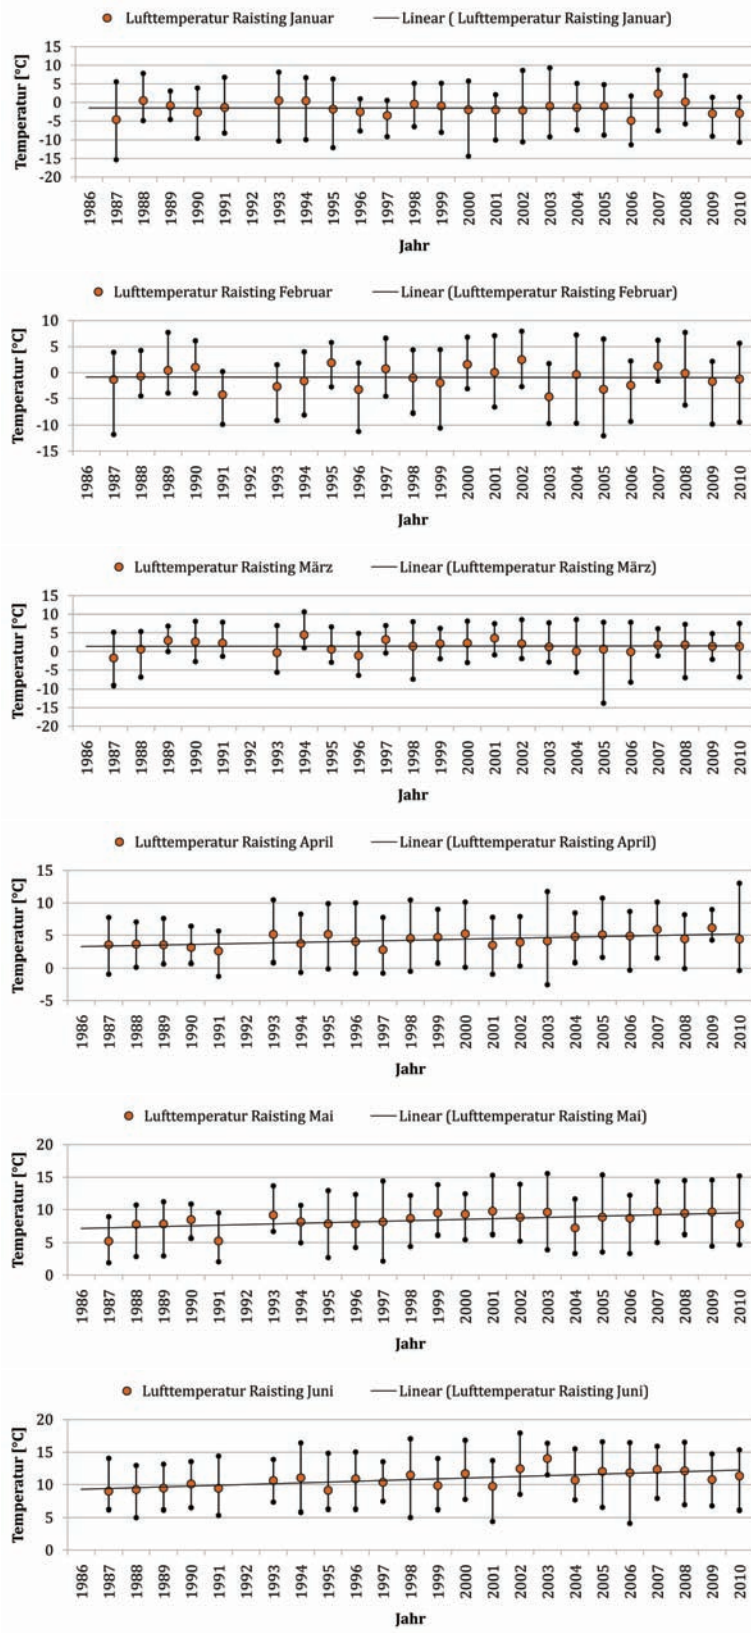 Lufttemperatur Raisting Januar Linear ( Lufttemperatur Raisting Januar)
Temperatur [°C]
15
10
5
0
-5
-10
-15
-20
1986 1987 1988 1989 1990 1991 1992 1993 1994 1995 1996 1997 1998 1999 2000 2001 2002 2003 2004 2005 2006 2007 2008 2009 2010
Jahr
Lufttemperatur Raisting Februar Linear (Lufttemperatur Raisting Februar)
Temperatur [°C]
10
5
0
-5
-10
-15
1986 1987 1988 1989 1990 1991 1992 1993 1994 1995 1996 1997 1998 1999 2000 2001 2002 2003 2004 2005 2006 2007 2008 2009 2010
Jahr
Lufttemperatur Raisting März Linear (Lufttemperatur Raisting März)
Temperatur [°C]
15
10
5
0
-5
-10
-15
-20
1986 1987 1988 1989 1990 1991 1992 1993 1994 1995 1996 1997 1998 1999 2000 2001 2002 2003 2004 2005 2006 2007 2008 2009 2010
Jahr
Lufttemperatur Raisting April Linear (Lufttemperatur Raisting April)
Temperatur [°C]
15
10
5
0
-5
1986 1987 1988 1989 1990 1991 1992 1993 1994 1995 1996 1997 1998 1999 2000 2001 2002 2003 2004 2005 2006 2007 2008 2009 2010
Jahr
Lufttemperatur Raisting Mai Linear (Lufttemperatur Raisting Mai)
Temperatur [°C]
20
15
10
5
0
1986 1987 1988 1989 1990 1991 1992 1993 1994 1995 1996 1997 1998 1999 2000 2001 2002 2003 2004 2005 2006 2007 2008 2009 2010
Jahr
Lufttemperatur Raisting Juni Linear (Lufttemperatur Raisting Juni)
Temperatur [°C]
20
15
10
5
0
1986 1987 1988 1989 1990 1991 1992 1993 1994 1995 1996 1997 1998 1999 2000 2001 2002 2003 2004 2005 2006 2007 2008 2009 2010
Jahr